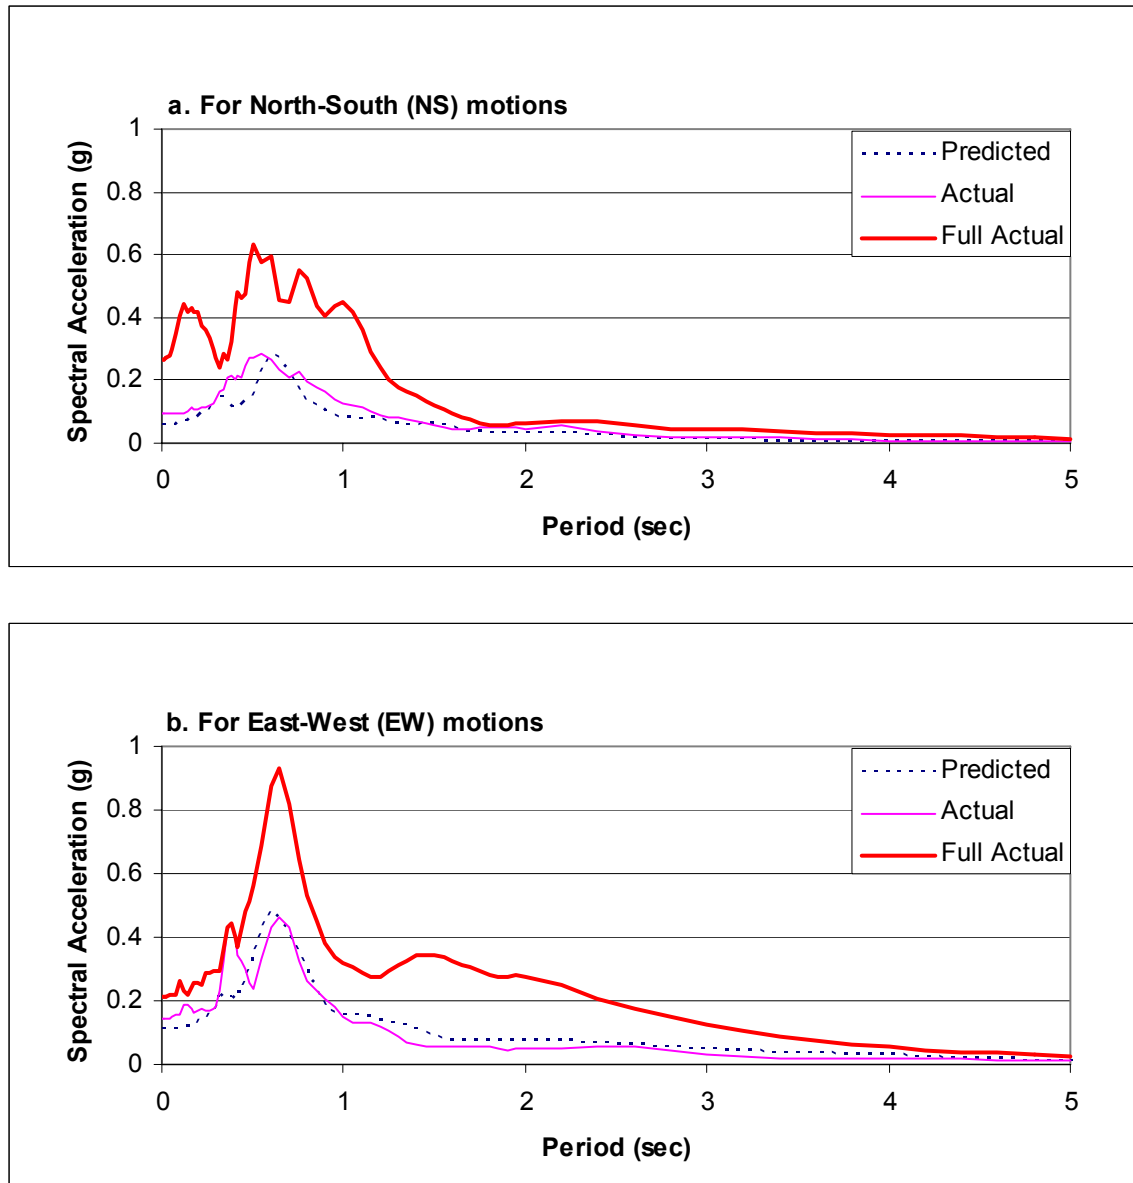 a. For North-South (NS) motions
Spectral Acceleration (g)
1
0.8
0.6
0.4
0.2
0
0 1 2 3 4 5
Period (sec)
Predicted
Actual
Full Actual
b. For East-West (EW) motions
Spectral Acceleration (g)
1
0.8
0.6
0.4
0.2
0
0 1 2 3 4 5
Period (sec)
Predicted
Actual
Full Actual